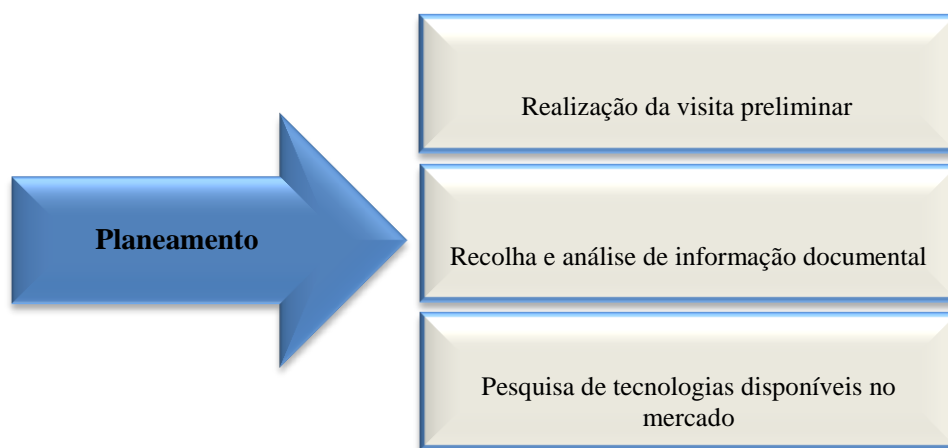 Planeamento
Realização da visita preliminar
Recolha e análise de informação documental
Pesquisa de tecnologias disponíveis no
mercado